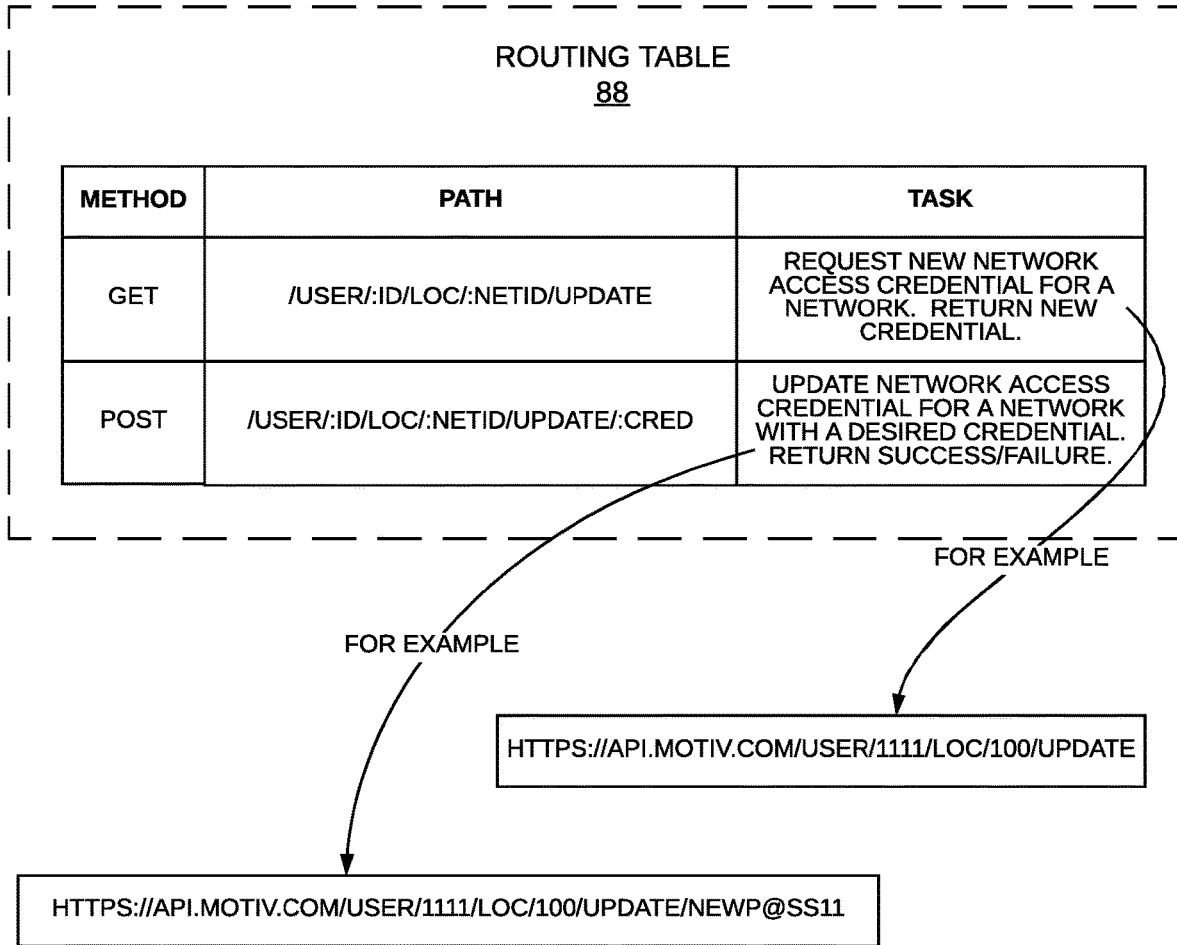 ROUTING TABLE
88
METHOD
PATH
TASK
GET
/USER/:ID/LOC/:NETID/UPDATE
REQUEST NEW NETWORK
ACCESS CREDENTIAL FOR A
NETWORK. RETURN NEW
CREDENTIAL.
POST
/USER/:ID/LOC/:NETID/UPDATE/:CRED
UPDATE NETWORK ACCESS
CREDENTIAL FOR A NETWORK
WITH A DESIRED CREDENTIAL.
RETURN SUCCESS/FAILURE.
FOR EXAMPLE
FOR EXAMPLE
HTTPS://API.MOTIV.COM/USER/1111/LOC/100/UPDATE
HTTPS://API.MOTIV.COM/USER/1111/LOC/100/UPDATE/NEWP@SS11